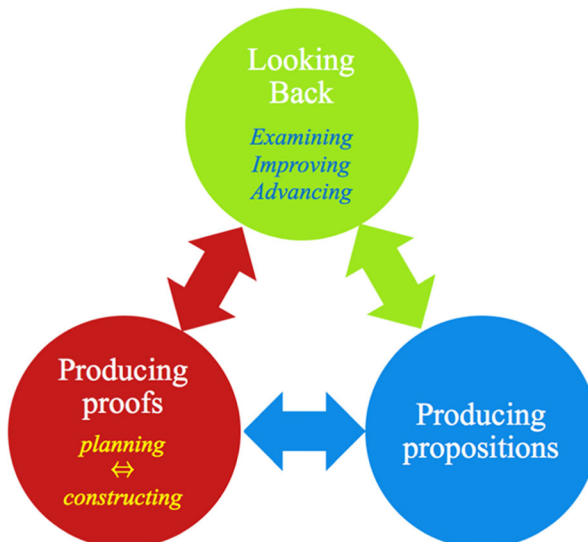 Looking
Back
Examining
Improving
Advancing
Producing
proofs
planning
⇔
constructing
Producing
propositions